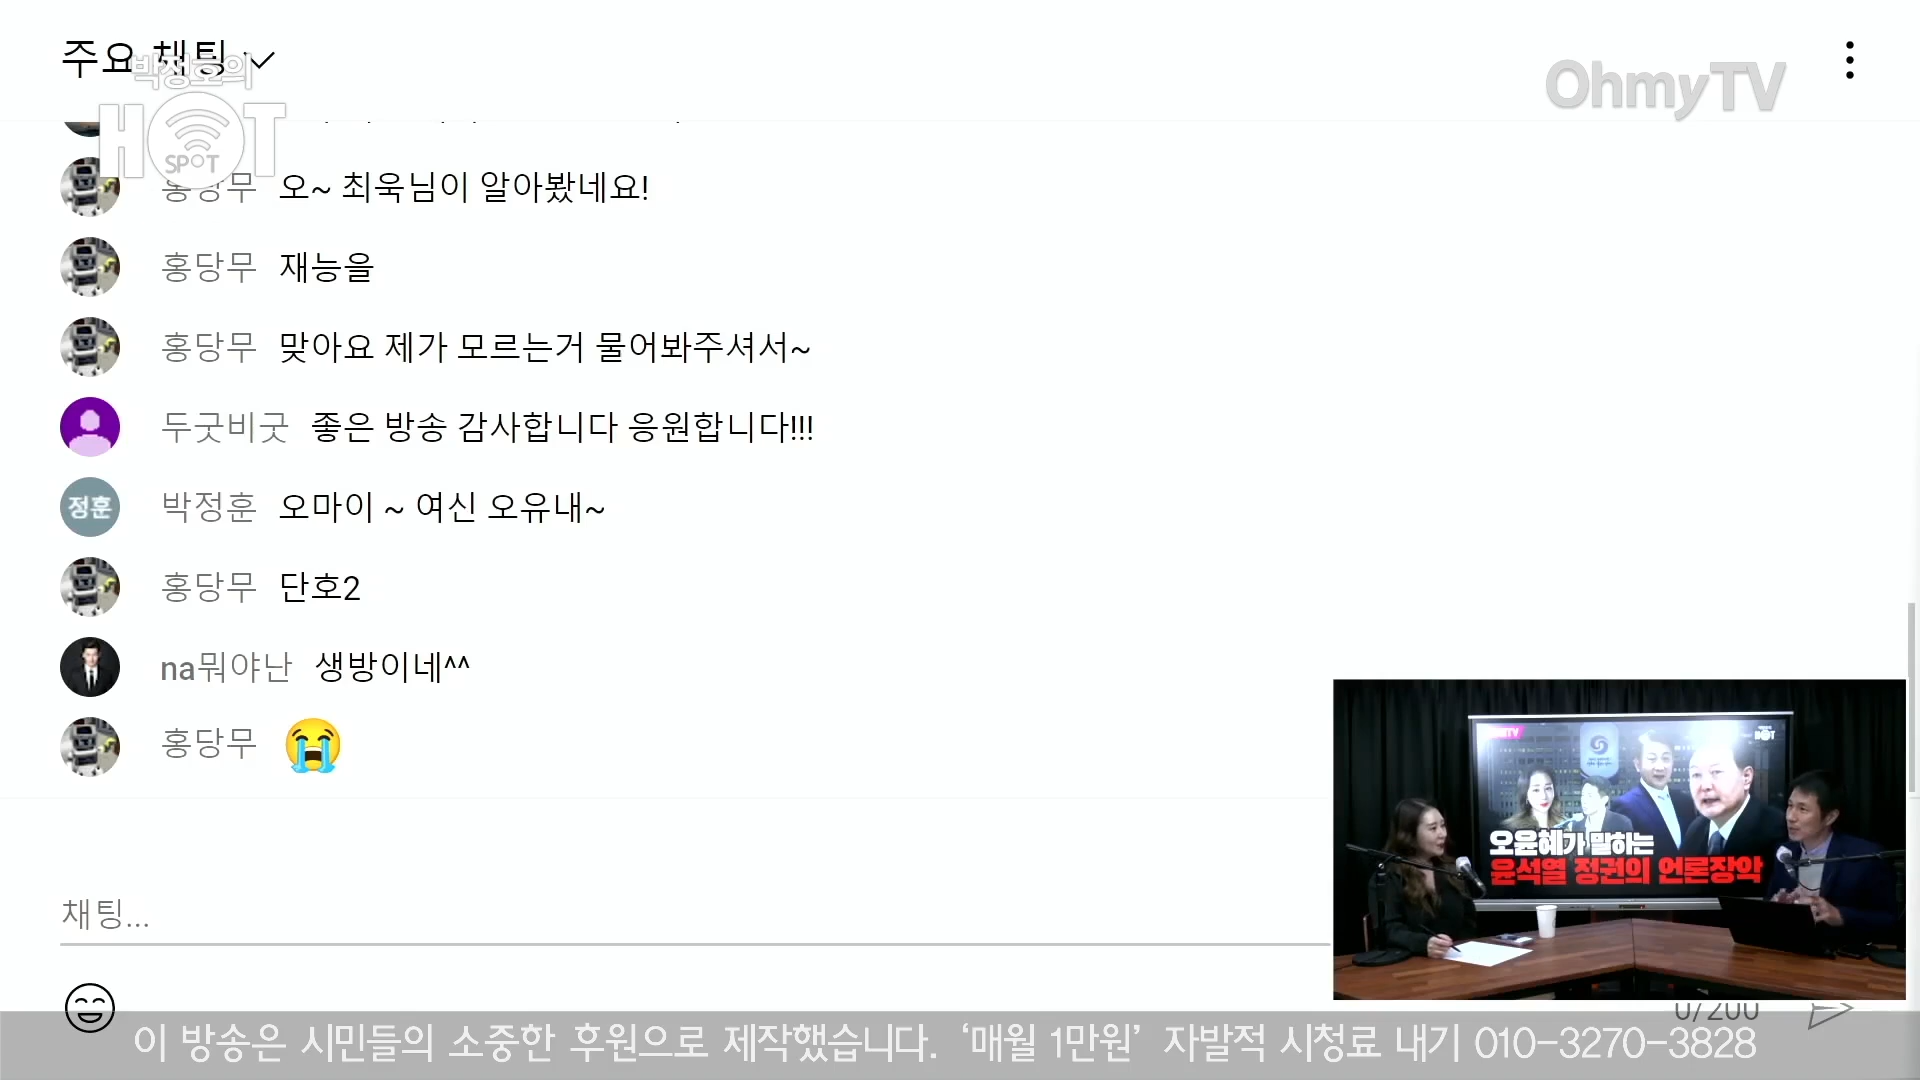 주요 채팅
박정호의
HOT
SPOT
OhmyTV
홍당무 오~ 최욱님이 알아봤네요!
홍당무 재능을
홍당무 맞아요 제가 모르는거 물어봐주셔서~
두굿비굿 좋은 방송 감사합니다 응원합니다!!!
정훈 박정훈 오마이 ~ 여신 오유내~
홍당무 단호2
na뭐야난 생방이네^^
홍당무 😭
HOT
오윤혜가 말하는
윤석열 정권의 언론장악
채팅...
0/200
이 방송은 시민들의 소중한 후원으로 제작했습니다. ‘매월 1만원’ 자발적 시청료 내기 010-3270-3828